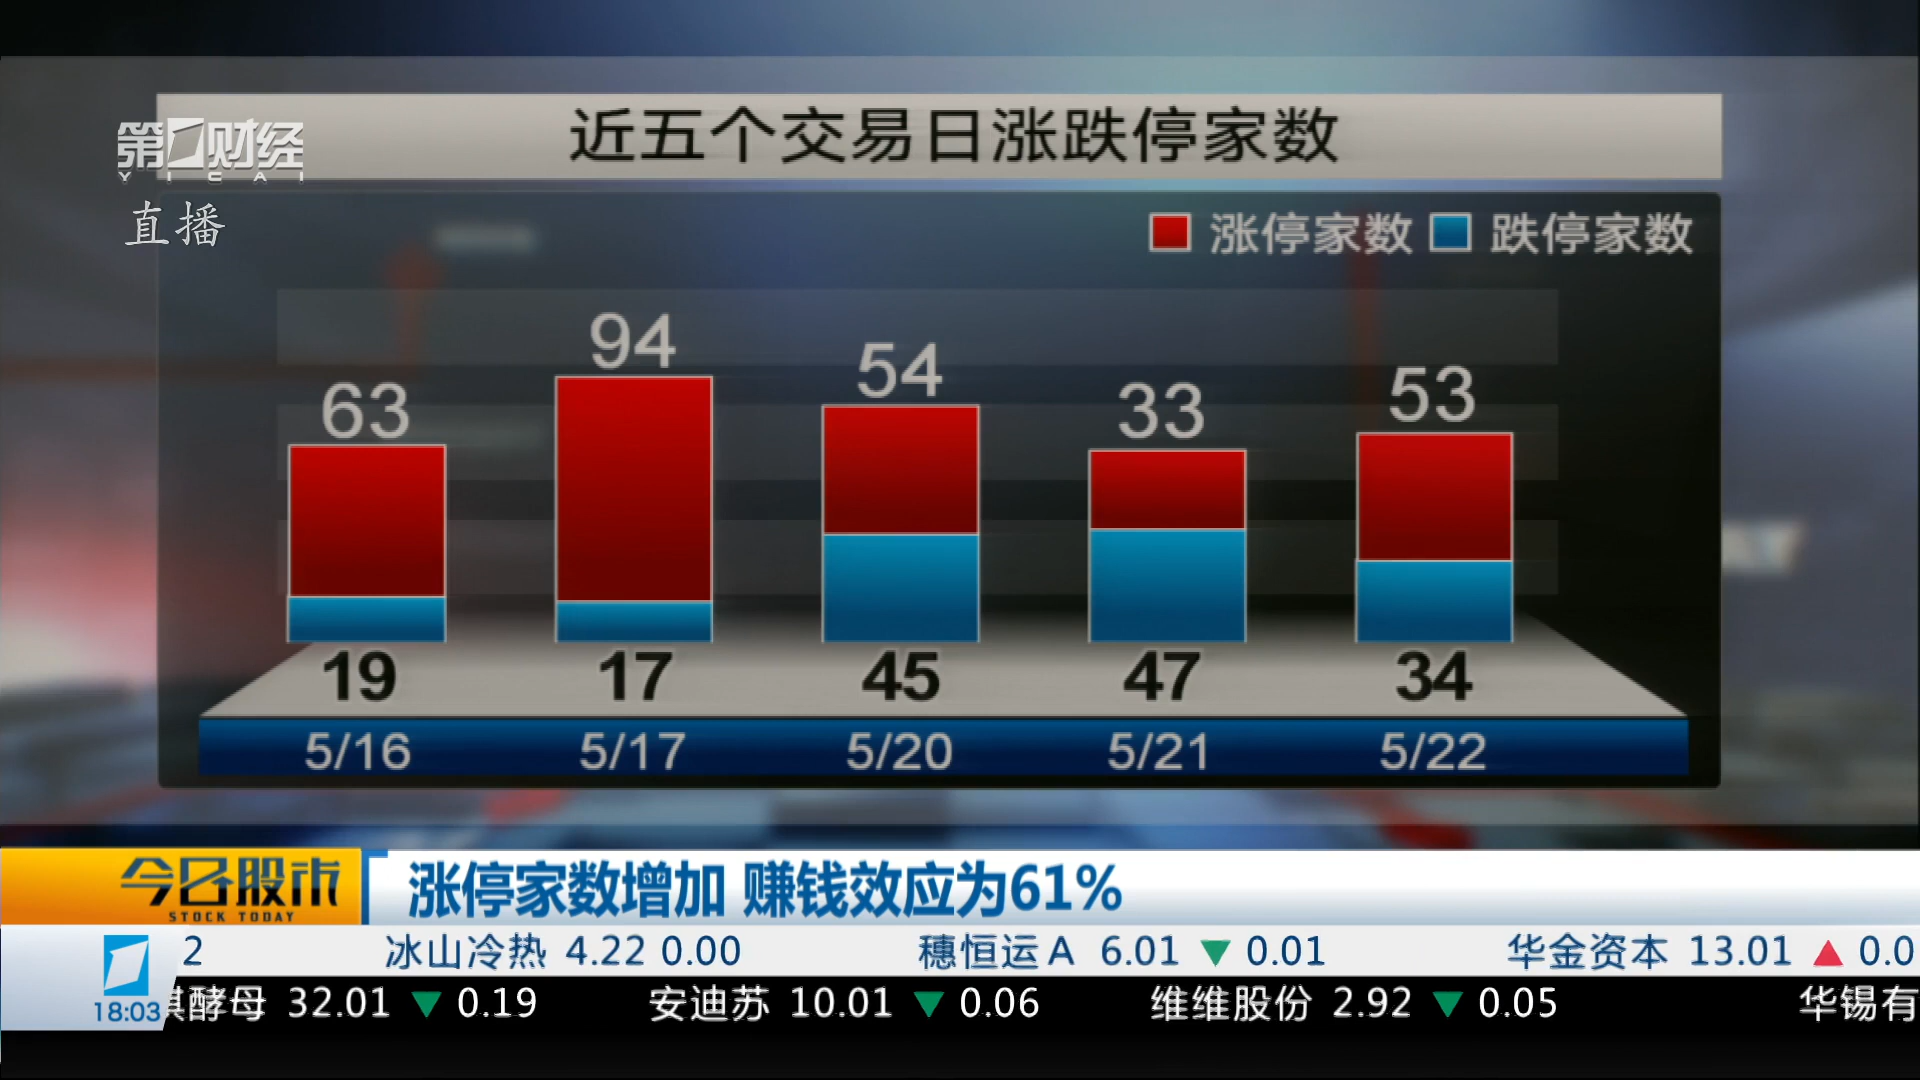 近五个交易日涨跌停家数
第1财经
YICAI
直播
涨停家数 跌停家数
63 94 54 33 53
19 17 45 47 34
5/16 5/17 5/20 5/21 5/22
今日股市
STOCK TODAY
涨停家数增加 赚钱效应为61%
2 冰山冷热 4.22 0.00 穗恒运A 6.01 ▼ 0.01 华金资本 13.01 ▲ 0.0
18:03
酵母 32.01 ▼ 0.19 安迪苏 10.01 ▼ 0.06 维维股份 2.92 ▼ 0.05 华锡有